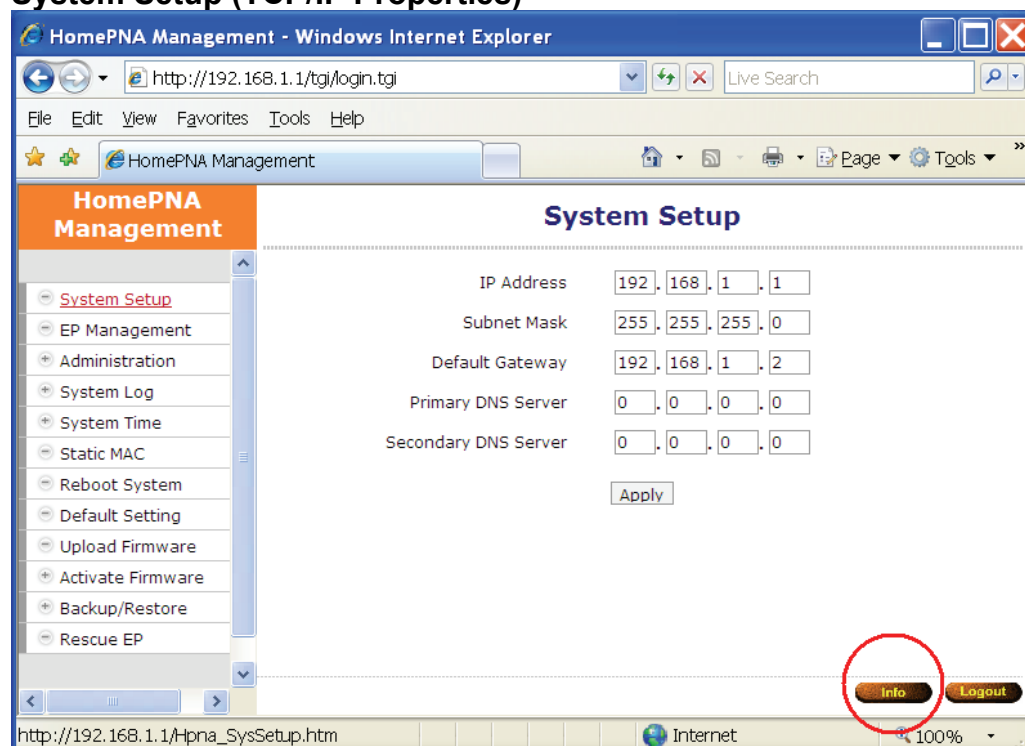 System Setup (TCP/IP Properties)
HomePNA Management - Windows Internet Explorer
http://192.168.1.1/tgi/login.tgi
Live Search
File Edit View Favorites Tools Help
HomePNA Management
Page Tools »
HomePNA
Management
System Setup
EP Management
Administration
System Log
System Time
Static MAC
Reboot System
Default Setting
Upload Firmware
Activate Firmware
Backup/Restore
Rescue EP
System Setup
IP Address 192 . 168 . 1 . 1
Subnet Mask 255 . 255 . 255 . 0
Default Gateway 192 . 168 . 1 . 2
Primary DNS Server 0 . 0 . 0 . 0
Secondary DNS Server 0 . 0 . 0 . 0
Apply
Info Logout
http://192.168.1.1/Hpna_SysSetup.htm Internet 100%